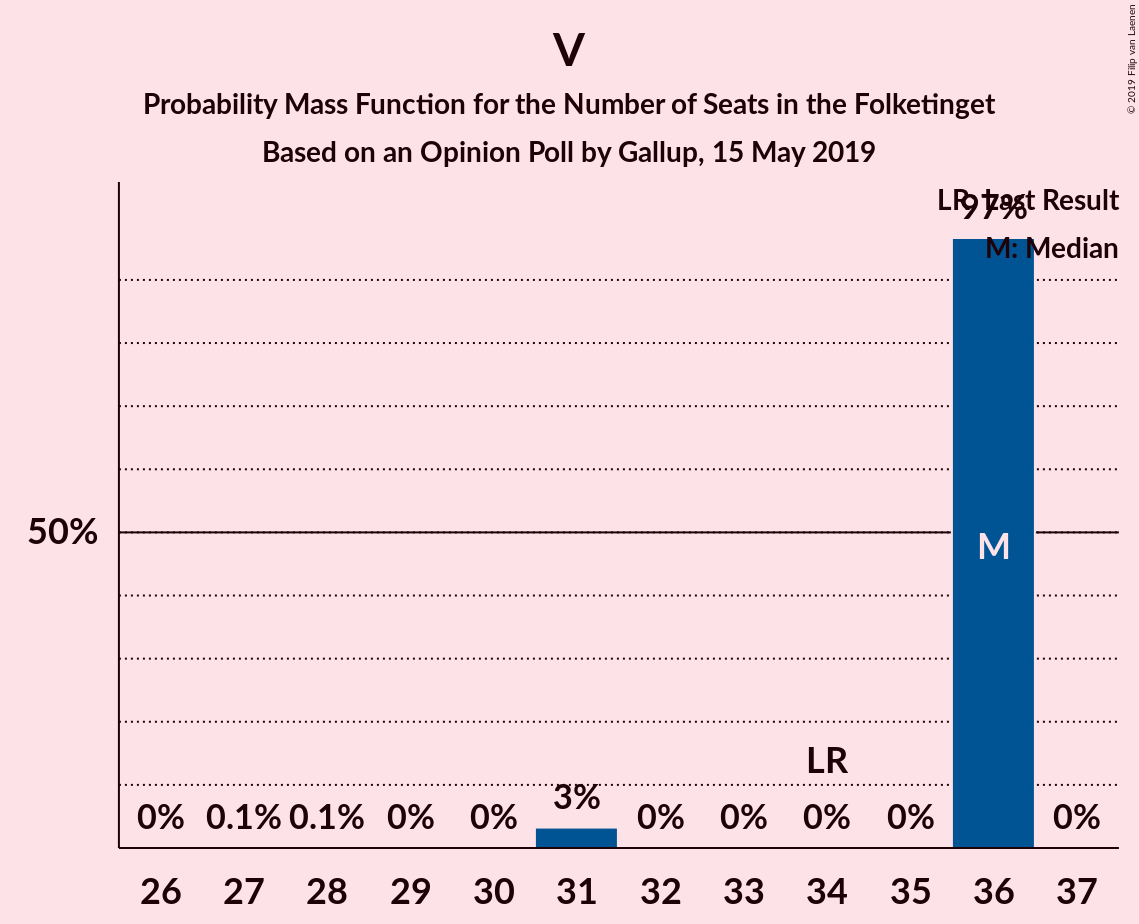 V
Probability Mass Function for the Number of Seats in the Folketinget
Based on an Opinion Poll by Gallup, 15 May 2019
© 2019 Filip van Laenen
LR: Last Result
97%
M: Median
50%
M
LR
0% 0.1% 0.1% 0% 0% 3% 0% 0% 0% 0% 0%
26 27 28 29 30 31 32 33 34 35 36 37